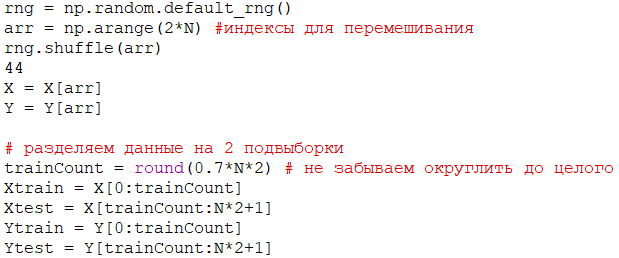 rng = np.random.default_rng()
arr = np.arange(2*N) #индексы для перемешивания
rng.shuffle(arr)
44
X = X[arr]
Y = Y[arr]
# разделяем данные на 2 подвыборки
trainCount = round(0.7*N*2) # не забываем округлить до целого
Xtrain = X[0:trainCount]
Xtest = X[trainCount:N*2+1]
Ytrain = Y[0:trainCount]
Ytest = Y[trainCount:N*2+1]